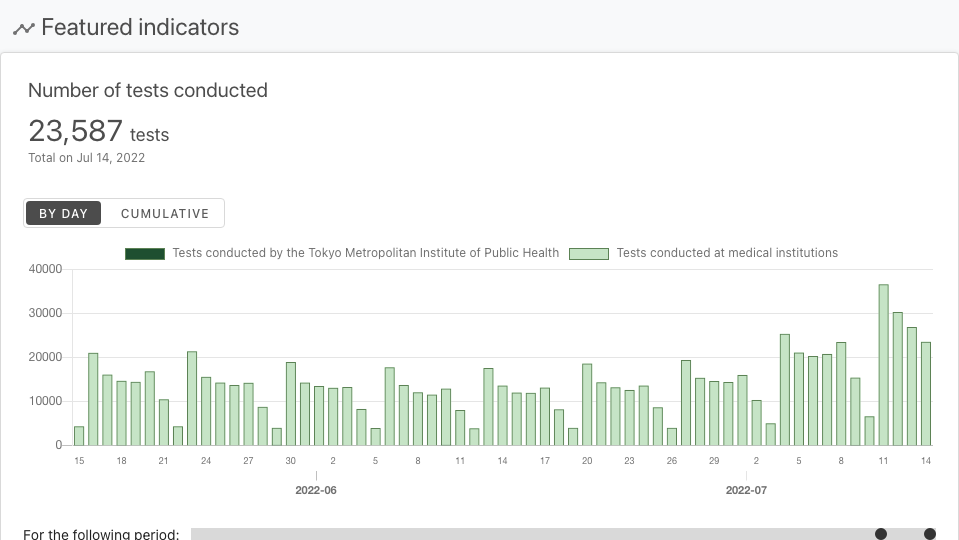 Featured indicators
Number of tests conducted
23,587 tests
Total on Jul 14, 2022
BY DAY CUMULATIVE
Tests conducted by the Tokyo Metropolitan Institute of Public Health Tests conducted at medical institutions
40000
30000
20000
10000
0
15 18 21 24 27 30 2 5 8 11 14 17 20 23 26 29 2 5 8 11 14
2022-06 2022-07
For the following period: